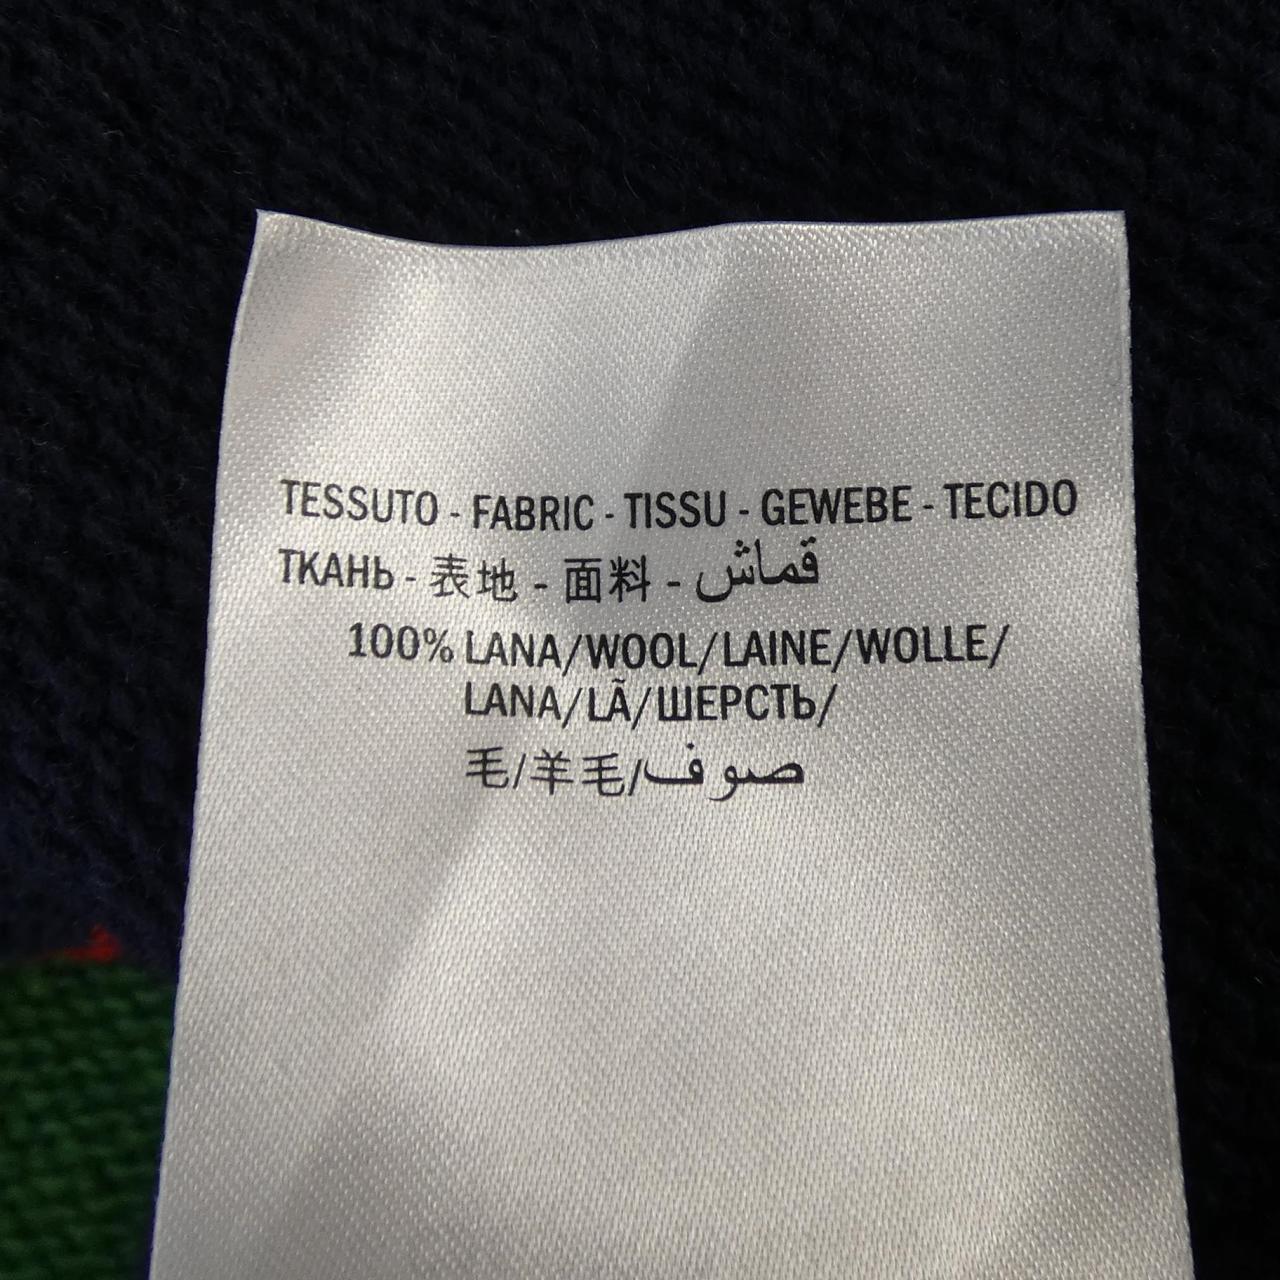 TESSUTO - FABRIC - TISSU - GEWEBE - TECIDO
ТКАНЬ - 表地 - 面料 - قماش
100% LANA/WOOL/LAINE/WOLLE/
LANA/LÃ/ШЕРСТЬ/
毛/羊毛/صوف